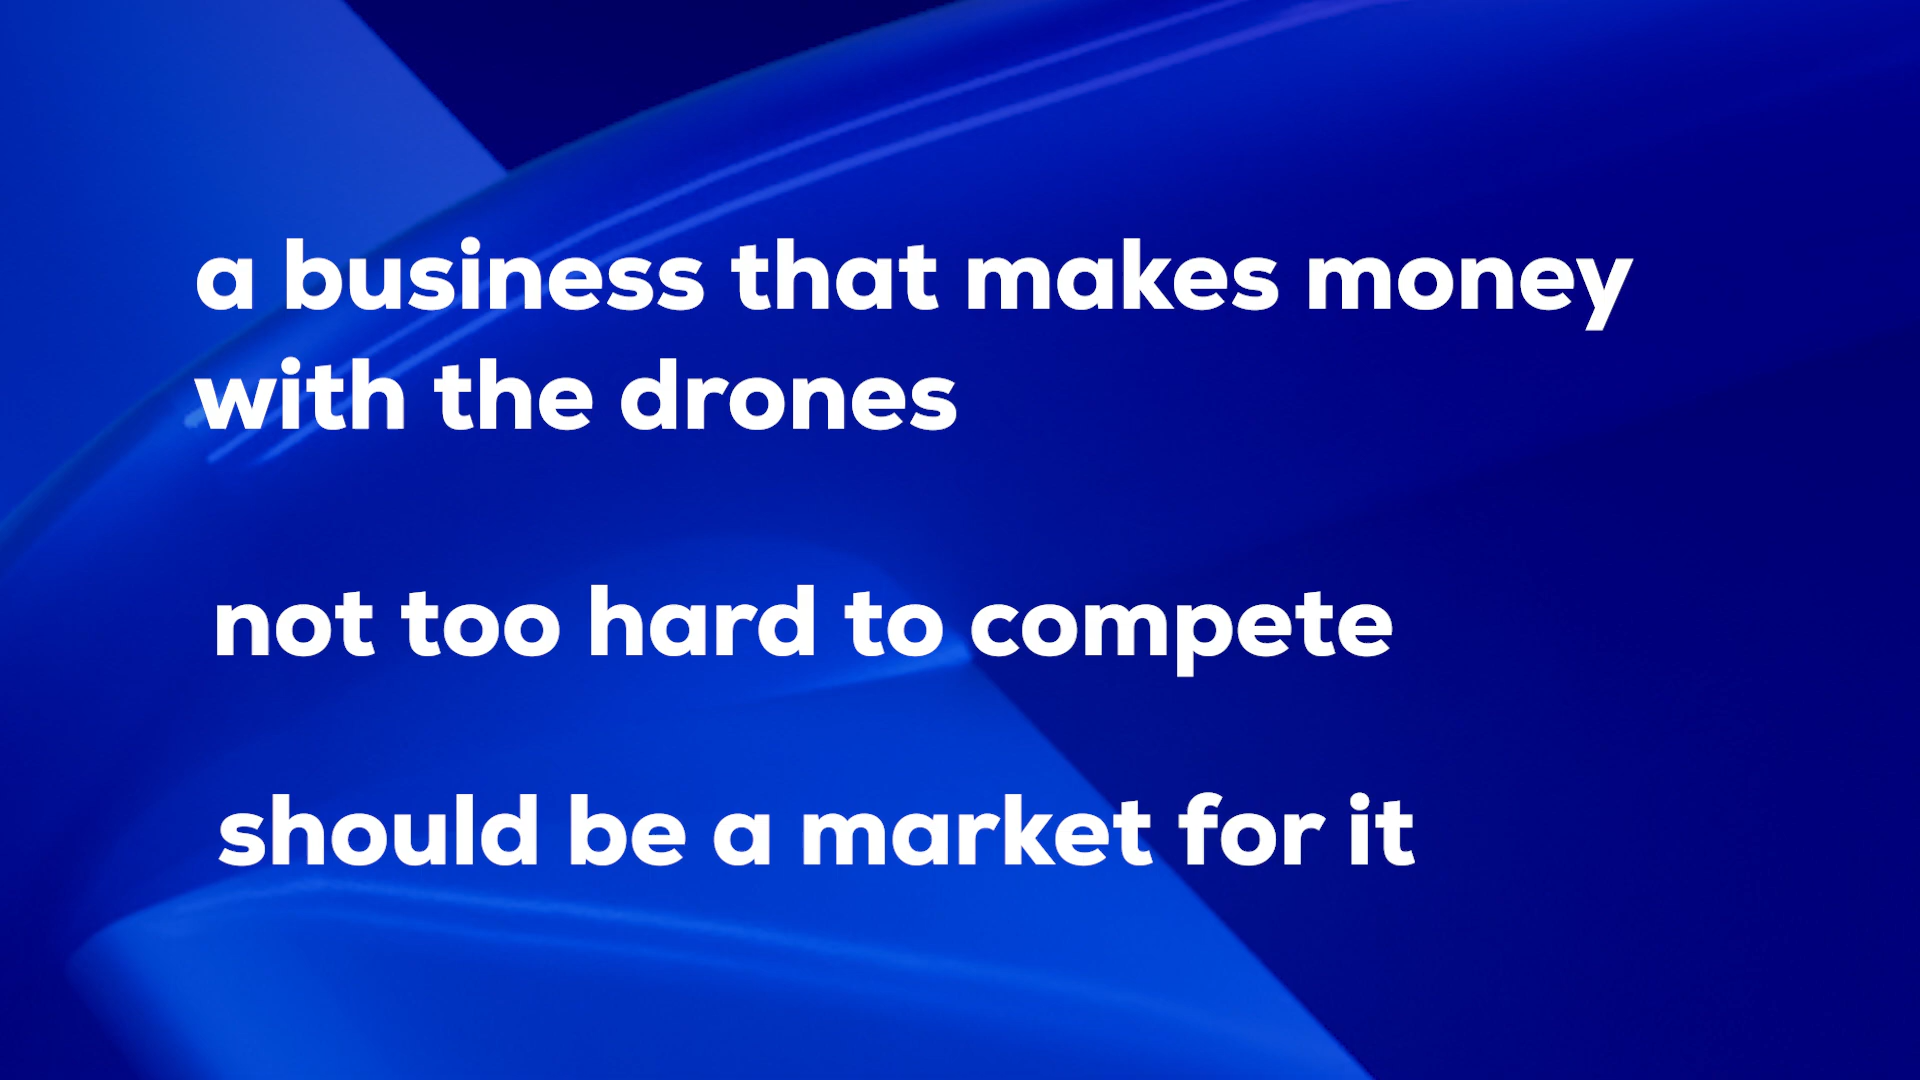 a business that makes money
with the drones
not too hard to compete
should be a market for it